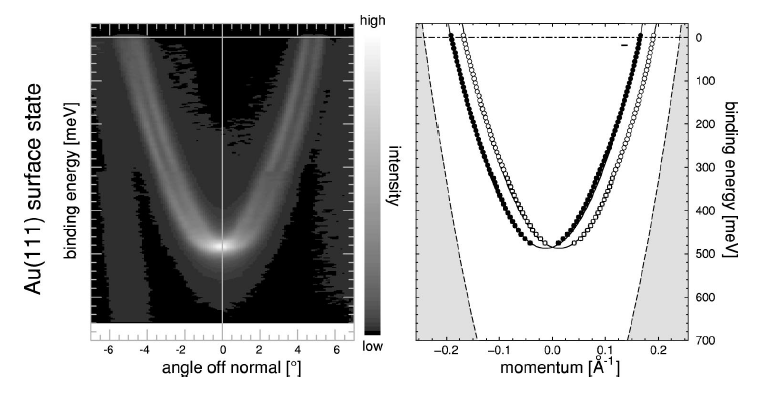 Au(111) surface state
binding energy [meV]
-6 -4 -2 0 2 4 6
angle off normal [°]
high
intensity
low
0
100
200
300
400
500
600
700
binding energy [meV]
−0.2 −0.1 0.0 0.1 0.2
momentum [Å-1]